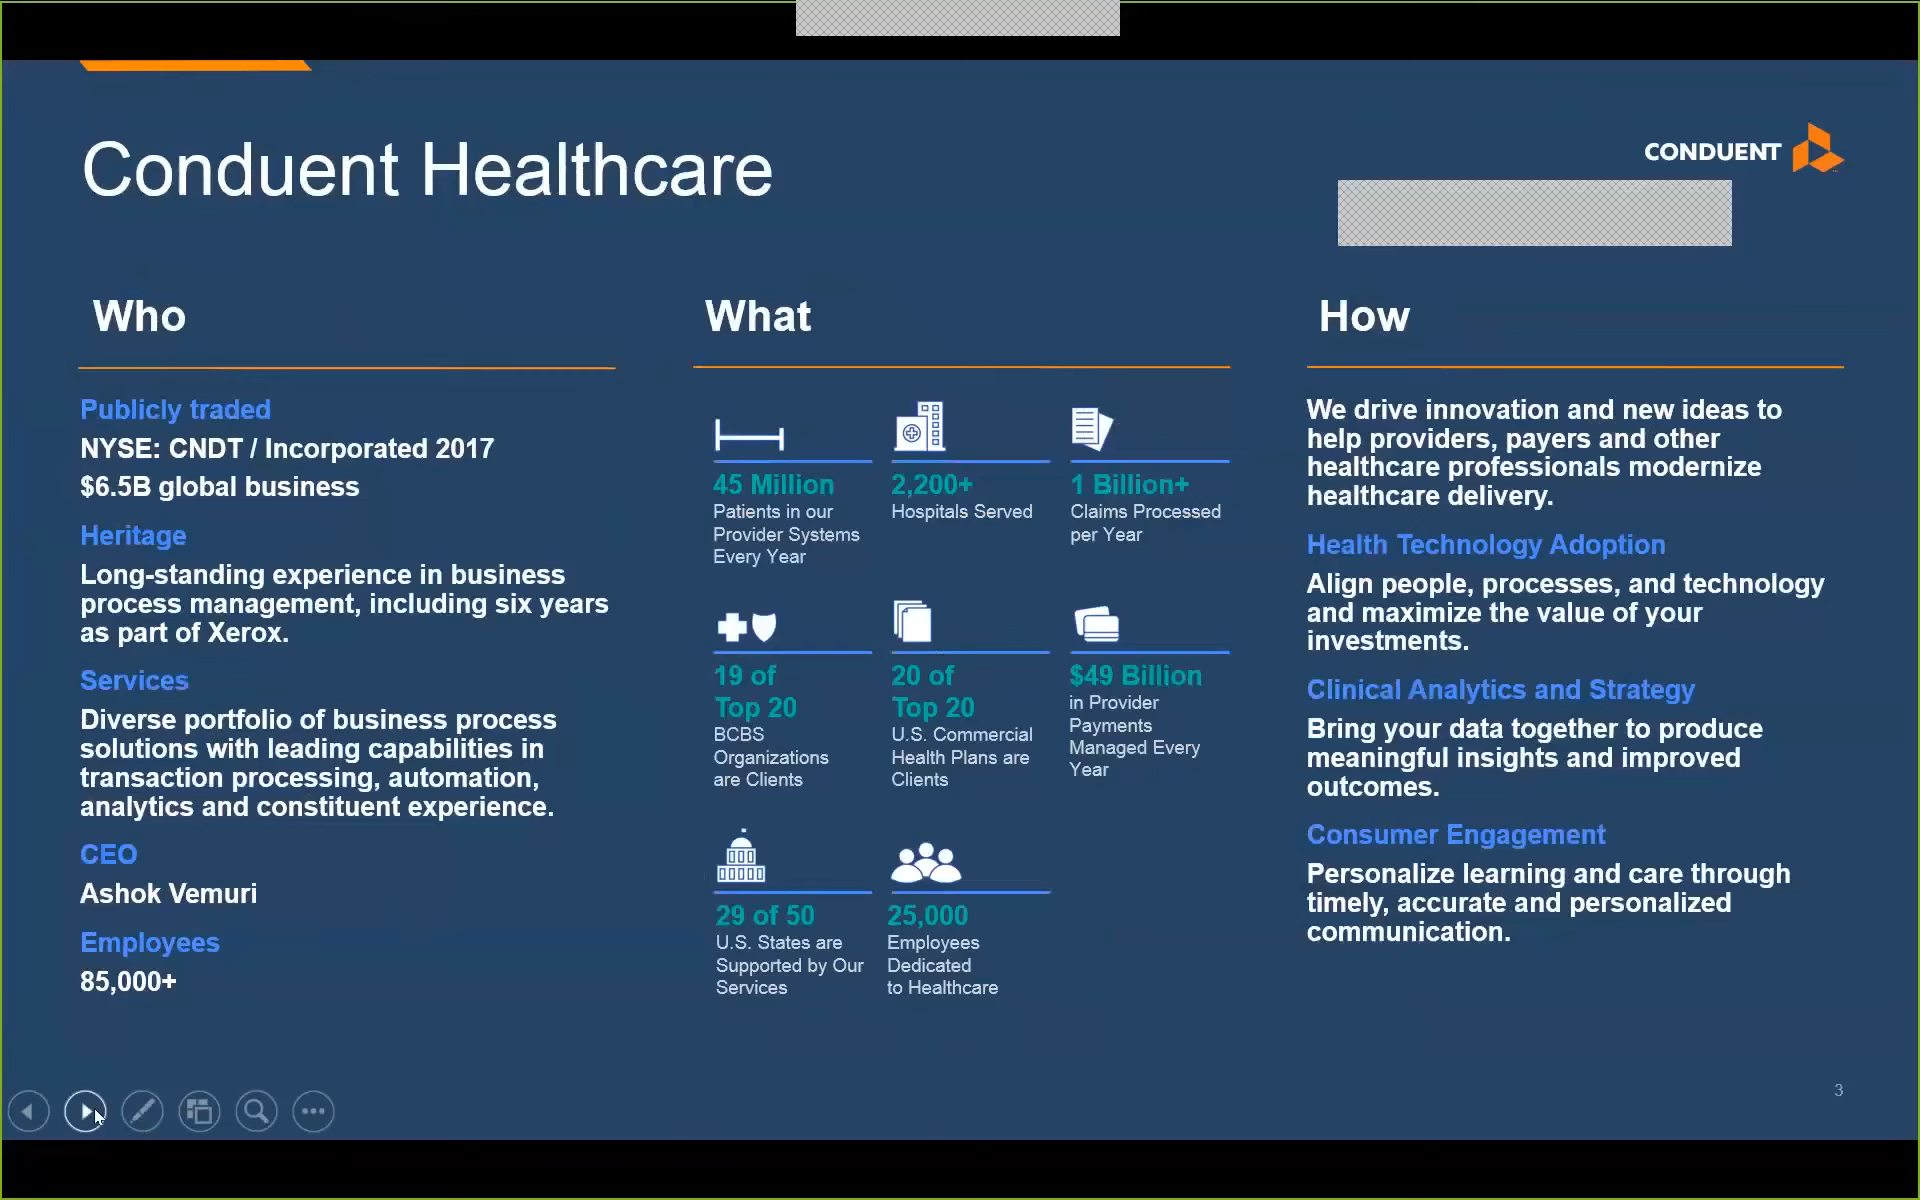 Conduent Healthcare
CONDUENT
Who
Publicly traded
NYSE: CNDT / Incorporated 2017
$6.5B global business
Heritage
Long-standing experience in business
process management, including six years
as part of Xerox.
Services
Diverse portfolio of business process
solutions with leading capabilities in
transaction processing, automation,
analytics and constituent experience.
CEO
Ashok Vemuri
Employees
85,000+
What
45 Million
Patients in our
Provider Systems
Every Year
2,200+
Hospitals Served
1 Billion+
Claims Processed
per Year
19 of
Top 20
BCBS
Organizations
are Clients
20 of
Top 20
U.S. Commercial
Health Plans are
Clients
$49 Billion
in Provider
Payments
Managed Every
Year
29 of 50
U.S. States are
Supported by Our
Services
25,000
Employees
Dedicated
to Healthcare
How
We drive innovation and new ideas to
help providers, payers and other
healthcare professionals modernize
healthcare delivery.
Health Technology Adoption
Align people, processes, and technology
and maximize the value of your
investments.
Clinical Analytics and Strategy
Bring your data together to produce
meaningful insights and improved
outcomes.
Consumer Engagement
Personalize learning and care through
timely, accurate and personalized
communication.
3